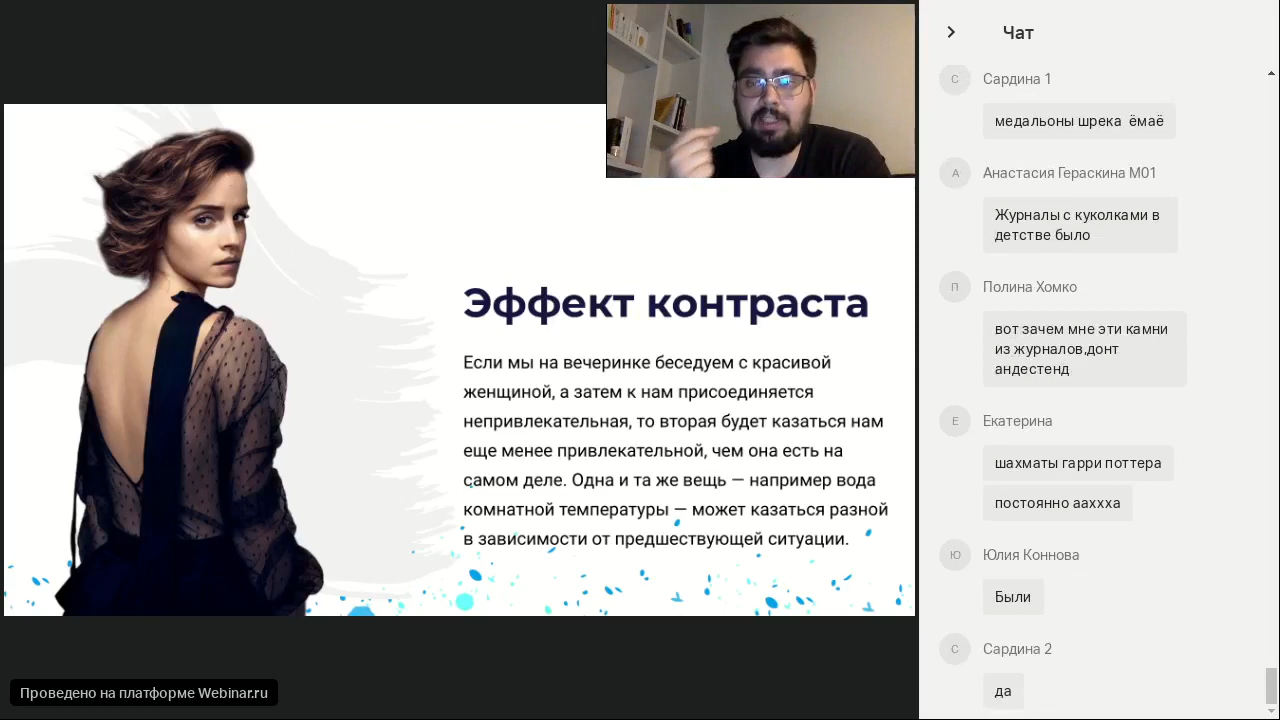 Эффект контраста
Если мы на вечеринке беседуем с красивой
женщиной, а затем к нам присоединяется
непривлекательная, то вторая будет казаться нам
еще менее привлекательной, чем она есть на
самом деле. Одна и та же вещь — например вода
комнатной температуры — может казаться разной
в зависимости от предшествующей ситуации.
Проведено на платформе Webinar.ru
Чат
С
Сардина 1
медальоны шрека ёмаё
А
Анастасия Гераскина М01
Журналы с куколками в
детстве было
П
Полина Хомко
вот зачем мне эти камни
из журналов,донт
андестенд
Е
Екатерина
шахматы гарри поттера
постоянно ааххха
Ю
Юлия Коннова
Были
С
Сардина 2
да